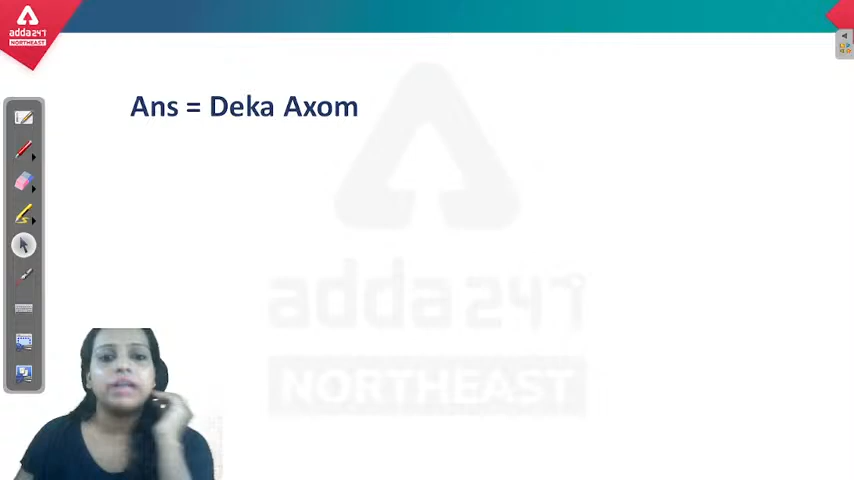 adda247
NORTHEAST
Ans = Deka Axom
adda247
NORTHEAST